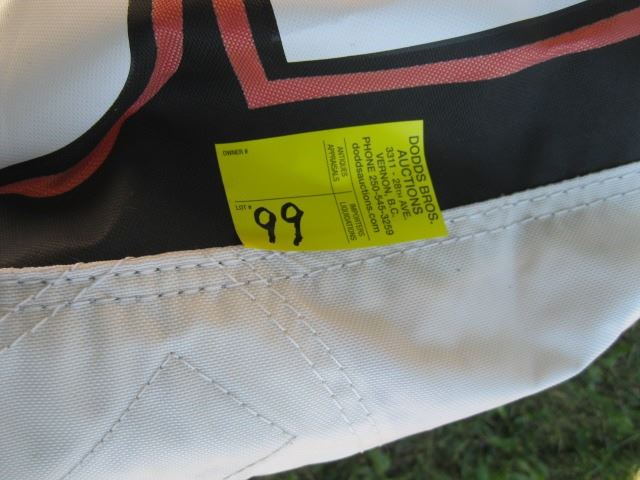 DODDS BROS.
AUCTIONS
3311 - 28TH AVE.
VERNON, B.C.
PHONE 250-545-3259
doddsauctions.com
ANTIQUES
APPRAISALS
IMPORTERS
LIQUIDATIONS
OWNER #
LOT #
99